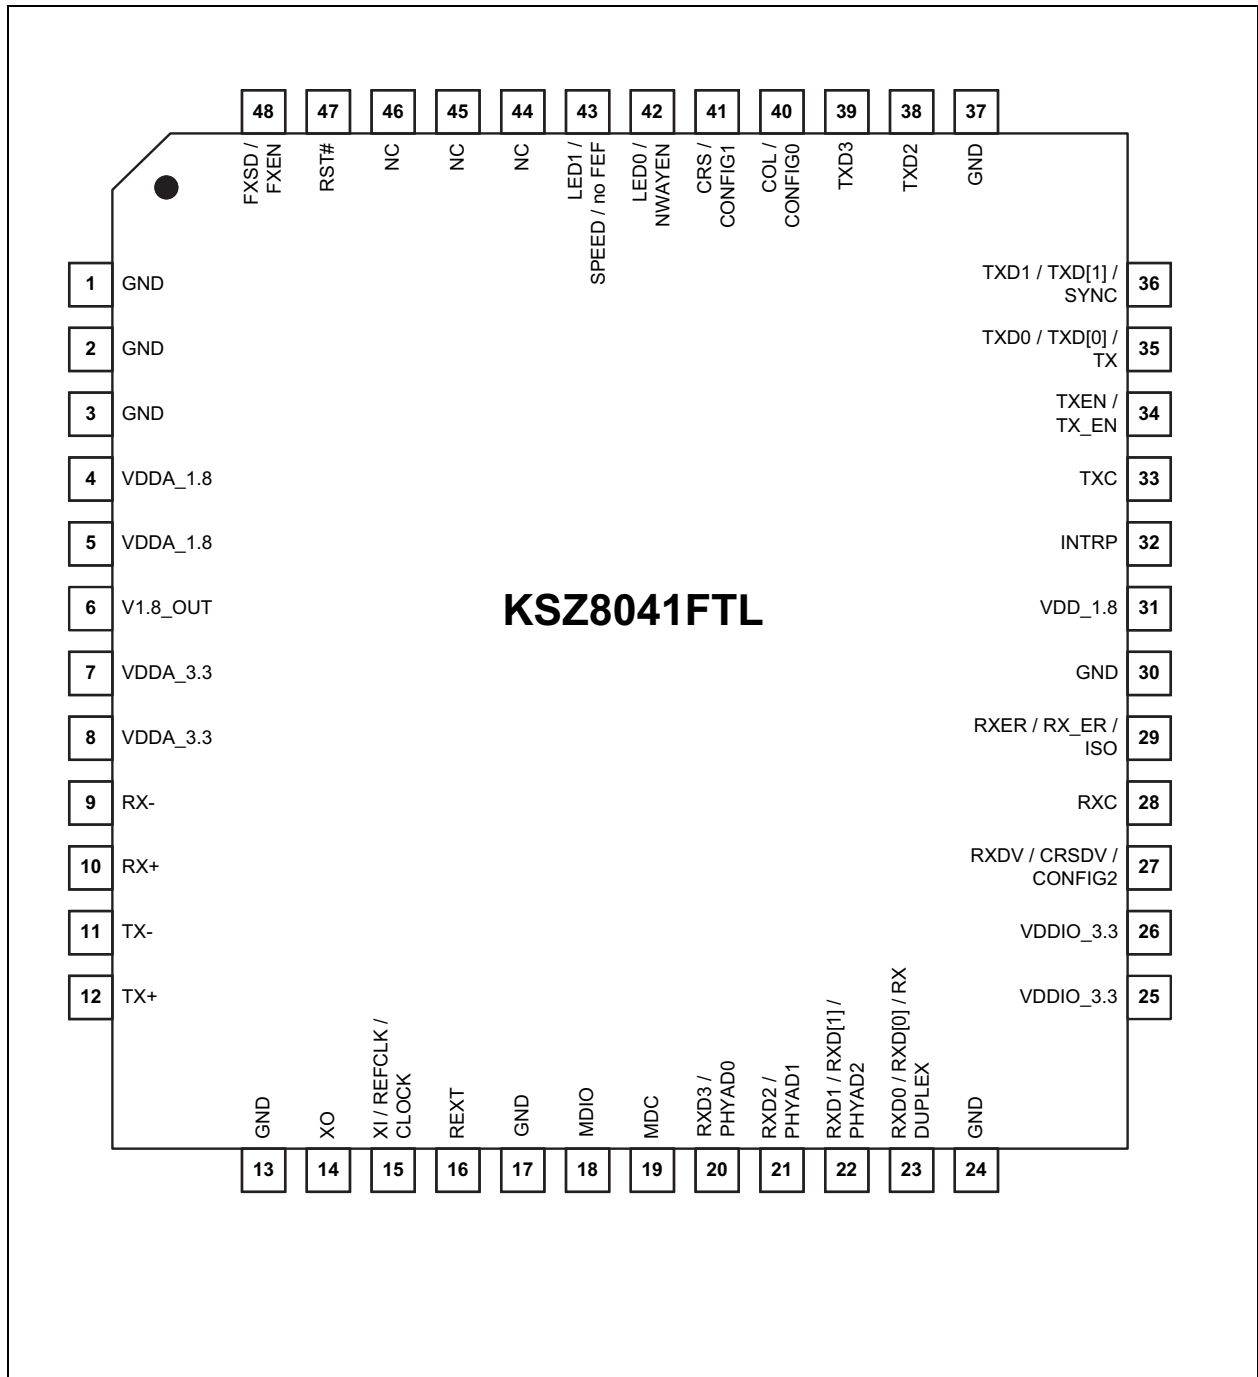 48
47
46
45
44
43
42
41
40
39
38
37
FXSD /
FXEN
RST#
NC
NC
NC
LED1 /
SPEED / no FEF
LED0 /
NWAYEN
CRS /
CONFIG1
COL /
CONFIG0
TXD3
TXD2
GND
1 GND
2 GND
3 GND
4 VDDA_1.8
5 VDDA_1.8
6 V1.8_OUT
7 VDDA_3.3
8 VDDA_3.3
9 RX-
10 RX+
11 TX-
12 TX+
KSZ8041FTL
TXD1 / TXD[1] /
SYNC
36
TXD0 / TXD[0] /
TX
35
TXEN /
TX_EN
34
TXC 33
INTRP 32
VDD_1.8 31
GND 30
RXER / RX_ER /
ISO
29
RXC 28
RXDV / CRSDV /
CONFIG2
27
VDDIO_3.3 26
VDDIO_3.3 25
GND
XO
XI / REFCLK /
CLOCK
REXT
GND
MDIO
MDC
RXD3 /
PHYAD0
RXD2 /
PHYAD1
RXD1 / RXD[1] /
PHYAD2
RXD0 / RXD[0] / RX
DUPLEX
GND
13
14
15
16
17
18
19
20
21
22
23
24